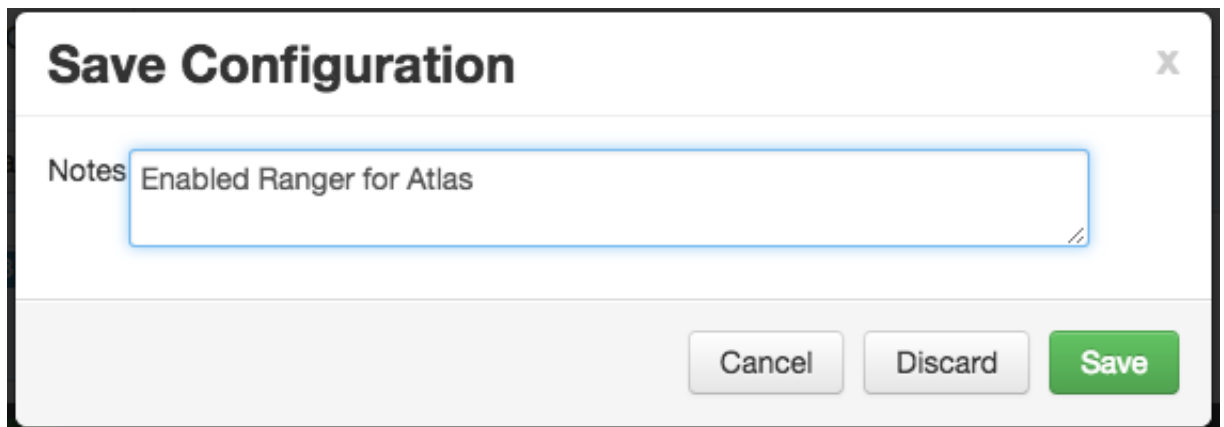 Save Configuration
x
Notes
Enabled Ranger for Atlas
Cancel
Discard
Save